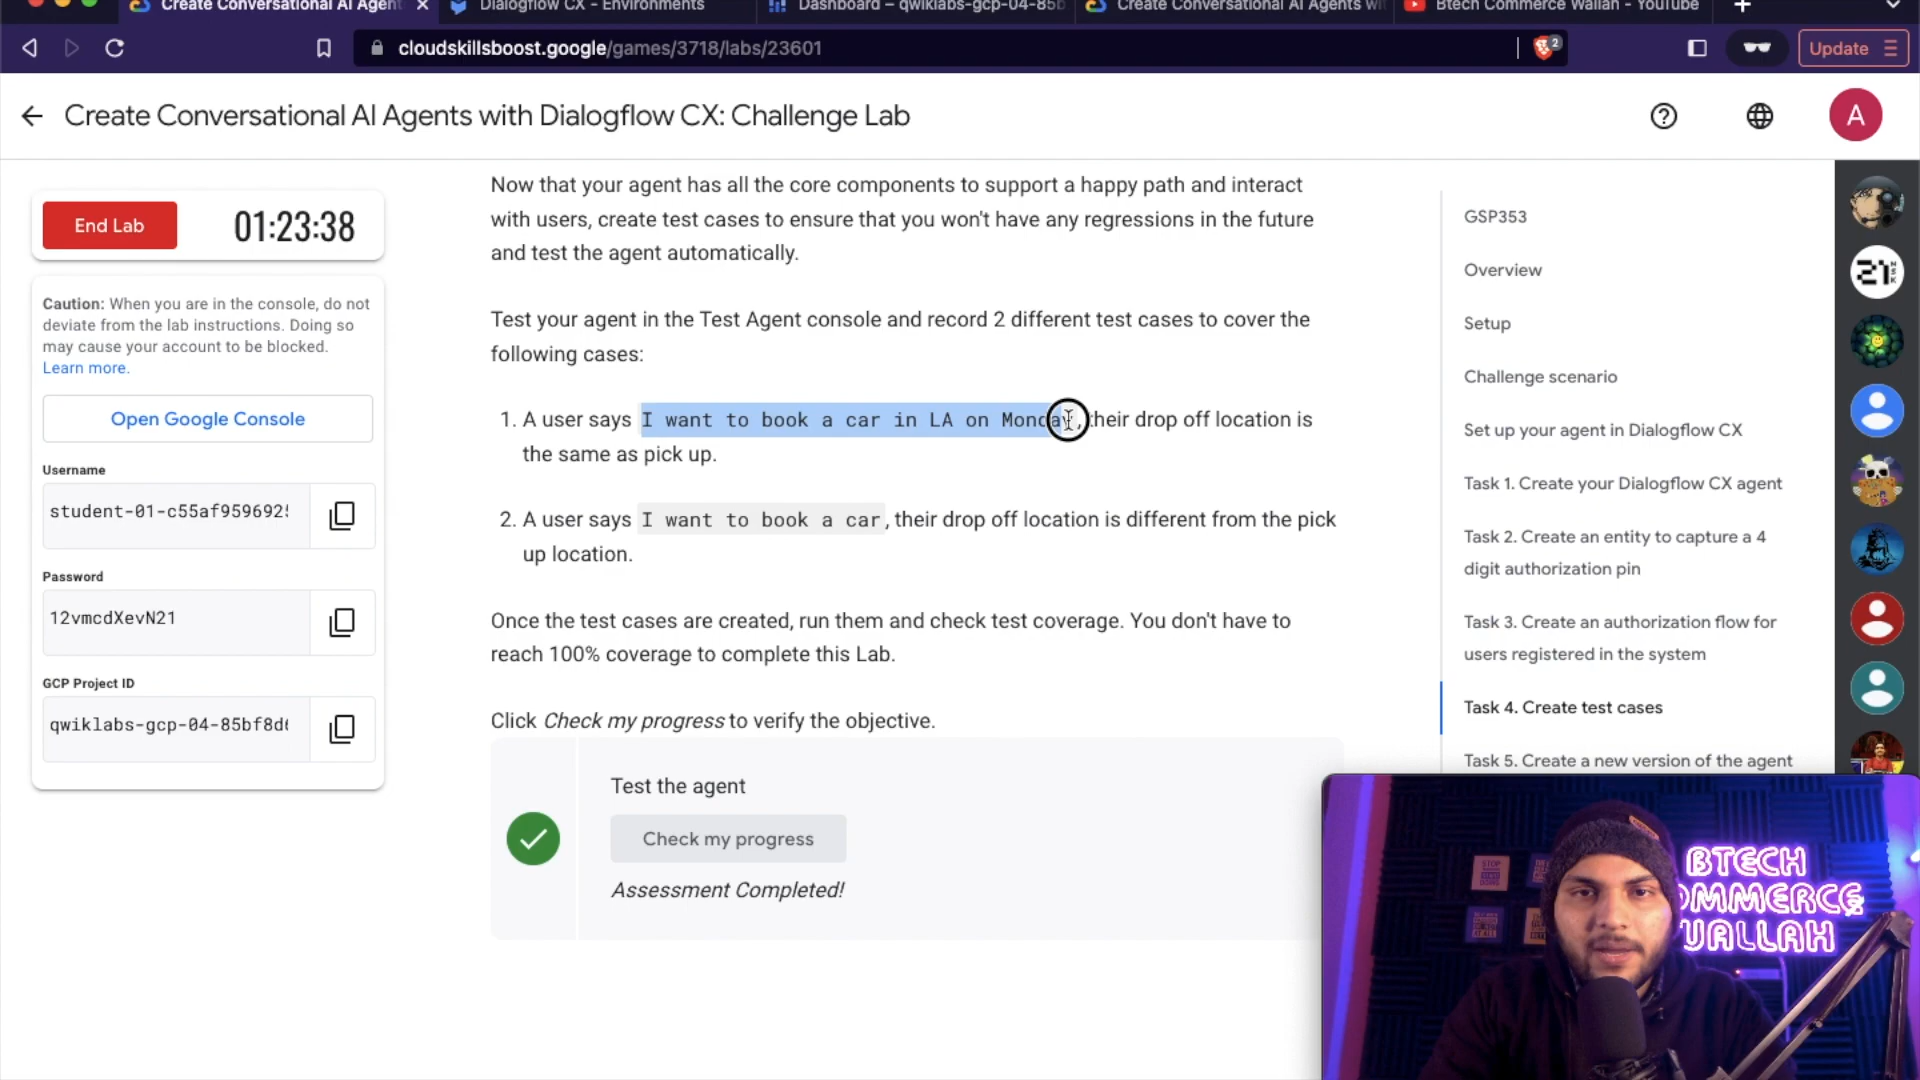 Create Conversational AI Agent
Dialogflow CX - Environments
Dashboard – qwiklabs-gcp-04-85b
Create Conversational AI Agents wi
Btech Commerce Wallah - YouTube
cloudskillsboost.google/games/3718/labs/23601
2
Update
Create Conversational AI Agents with Dialogflow CX: Challenge Lab
A
End Lab
01:23:38
Caution: When you are in the console, do not
deviate from the lab instructions. Doing so
may cause your account to be blocked.
Learn more.
Open Google Console
Username
student-01-c55af959692
Password
12vmcdXevN21
GCP Project ID
qwiklabs-gcp-04-85bf8d
Now that your agent has all the core components to support a happy path and interact
with users, create test cases to ensure that you won't have any regressions in the future
and test the agent automatically.
Test your agent in the Test Agent console and record 2 different test cases to cover the
following cases:
1. A user says I want to book a car in LA on Monday, their drop off location is
the same as pick up.
2. A user says I want to book a car, their drop off location is different from the pick
up location.
Once the test cases are created, run them and check test coverage. You don't have to
reach 100% coverage to complete this Lab.
Click Check my progress to verify the objective.
Test the agent
Check my progress
Assessment Completed!
GSP353
Overview
Setup
Challenge scenario
Set up your agent in Dialogflow CX
Task 1. Create your Dialogflow CX agent
Task 2. Create an entity to capture a 4
digit authorization pin
Task 3. Create an authorization flow for
users registered in the system
Task 4. Create test cases
Task 5. Create a new version of the agent
21
BTECH
COMMERCE
WALLAH